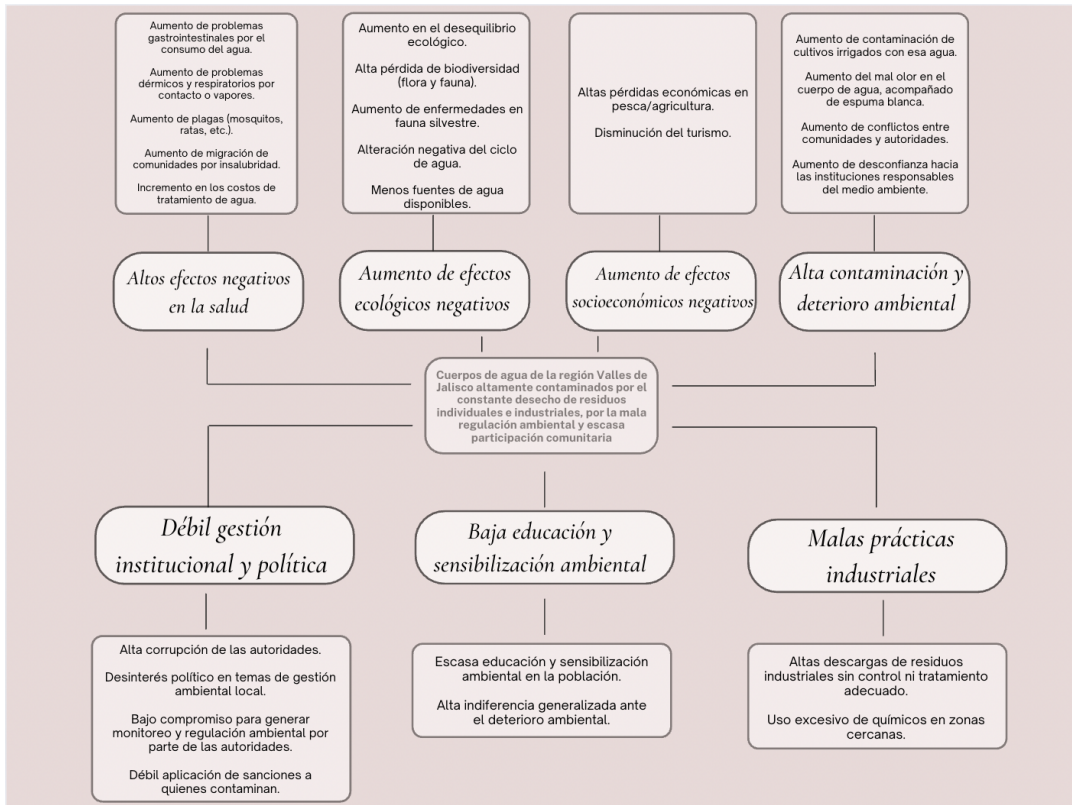 Aumento de problemas
gastrointestinales por el
consumo del agua.
Aumento de problemas
dérmicos y respiratorios por
contacto o vapores.
Aumento de plagas (mosquitos,
ratas, etc.).
Aumento de migración de
comunidades por insalubridad.
Incremento en los costos de
tratamiento de agua.
Aumento en el desequilibrio
ecológico.
Alta pérdida de biodiversidad
(flora y fauna).
Aumento de enfermedades en
fauna silvestre.
Alteración negativa del ciclo
de agua.
Menos fuentes de agua
disponibles.
Altas pérdidas económicas en
pesca/agricultura.
Disminución del turismo.
Aumento de contaminación de
cultivos irrigados con esa agua.
Aumento del mal olor en el
cuerpo de agua, acompañado
de espuma blanca.
Aumento de conflictos entre
comunidades y autoridades.
Aumento de desconfianza hacia
las instituciones responsables
del medio ambiente.
Altos efectos negativos
en la salud
Aumento de efectos
ecológicos negativos
Aumento de efectos
socioeconómicos negativos
Alta contaminación y
deterioro ambiental
Cuerpos de agua de la región Valles de
Jalisco altamente contaminados por el
constante desecho de residuos
individuales e industriales, por la mala
regulación ambiental y escasa
participación comunitaria
Débil gestión
institucional y política
Baja educación y
sensibilización ambiental
Malas prácticas
industriales
Alta corrupción de las autoridades.
Desinterés político en temas de gestión
ambiental local.
Bajo compromiso para generar
monitoreo y regulación ambiental por
parte de las autoridades.
Débil aplicación de sanciones a
quienes contaminan.
Escasa educación y sensibilización
ambiental en la población.
Alta indiferencia generalizada ante
el deterioro ambiental.
Altas descargas de residuos
industriales sin control ni tratamiento
adecuado.
Uso excesivo de químicos en zonas
cercanas.